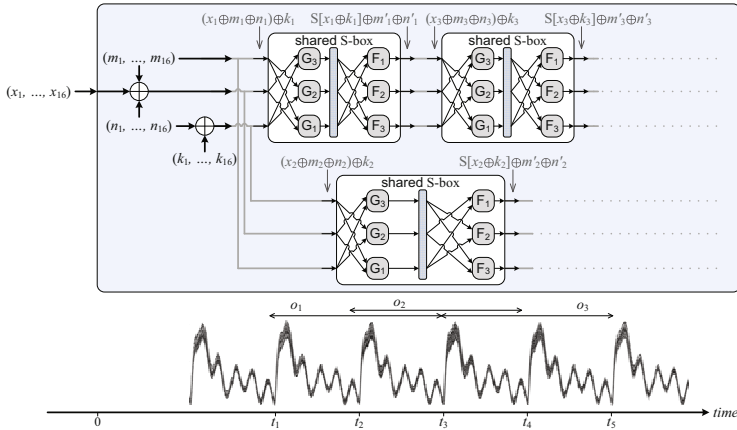 (x₁⊕m₁⊕n₁)⊕k₁ S[x₁⊕k₁]⊕m'₁⊕n'₁ (x₃⊕m₃⊕n₃)⊕k₃ S[x₃⊕k₃]⊕m'₃⊕n'₃
shared S-box shared S-box
(m₁, ..., m₁₆) G₃ F₁ G₃ F₁
(x₁, ..., x₁₆) G₂ F₂ G₂ F₂
(n₁, ..., n₁₆) G₁ F₃ G₁ F₃
(k₁, ..., k₁₆)
(x₂⊕m₂⊕n₂)⊕k₂ S[x₂⊕k₂]⊕m'₂⊕n'₂
shared S-box
G₃ F₁
G₂ F₂
G₁ F₃
o₁ o₂ o₃
0 t₁ t₂ t₃ t₄ t₅ time